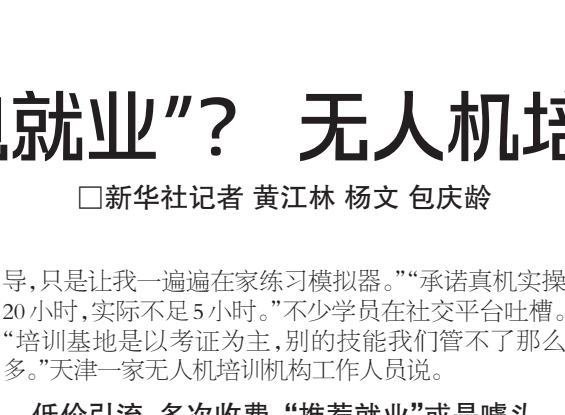 就业”？ 无人机培
□新华社记者 黄江林 杨文 包庆龄
导，只是让我一遍遍在家练习模拟器。”“承诺真机实操
20小时，实际不足5小时。”不少学员在社交平台吐槽。
“培训基地是以考证为主，别的技能我们管不了那么
多。”天津一家无人机培训机构工作人员说。
低价引流、多次收费，“推荐就业”或是噱头